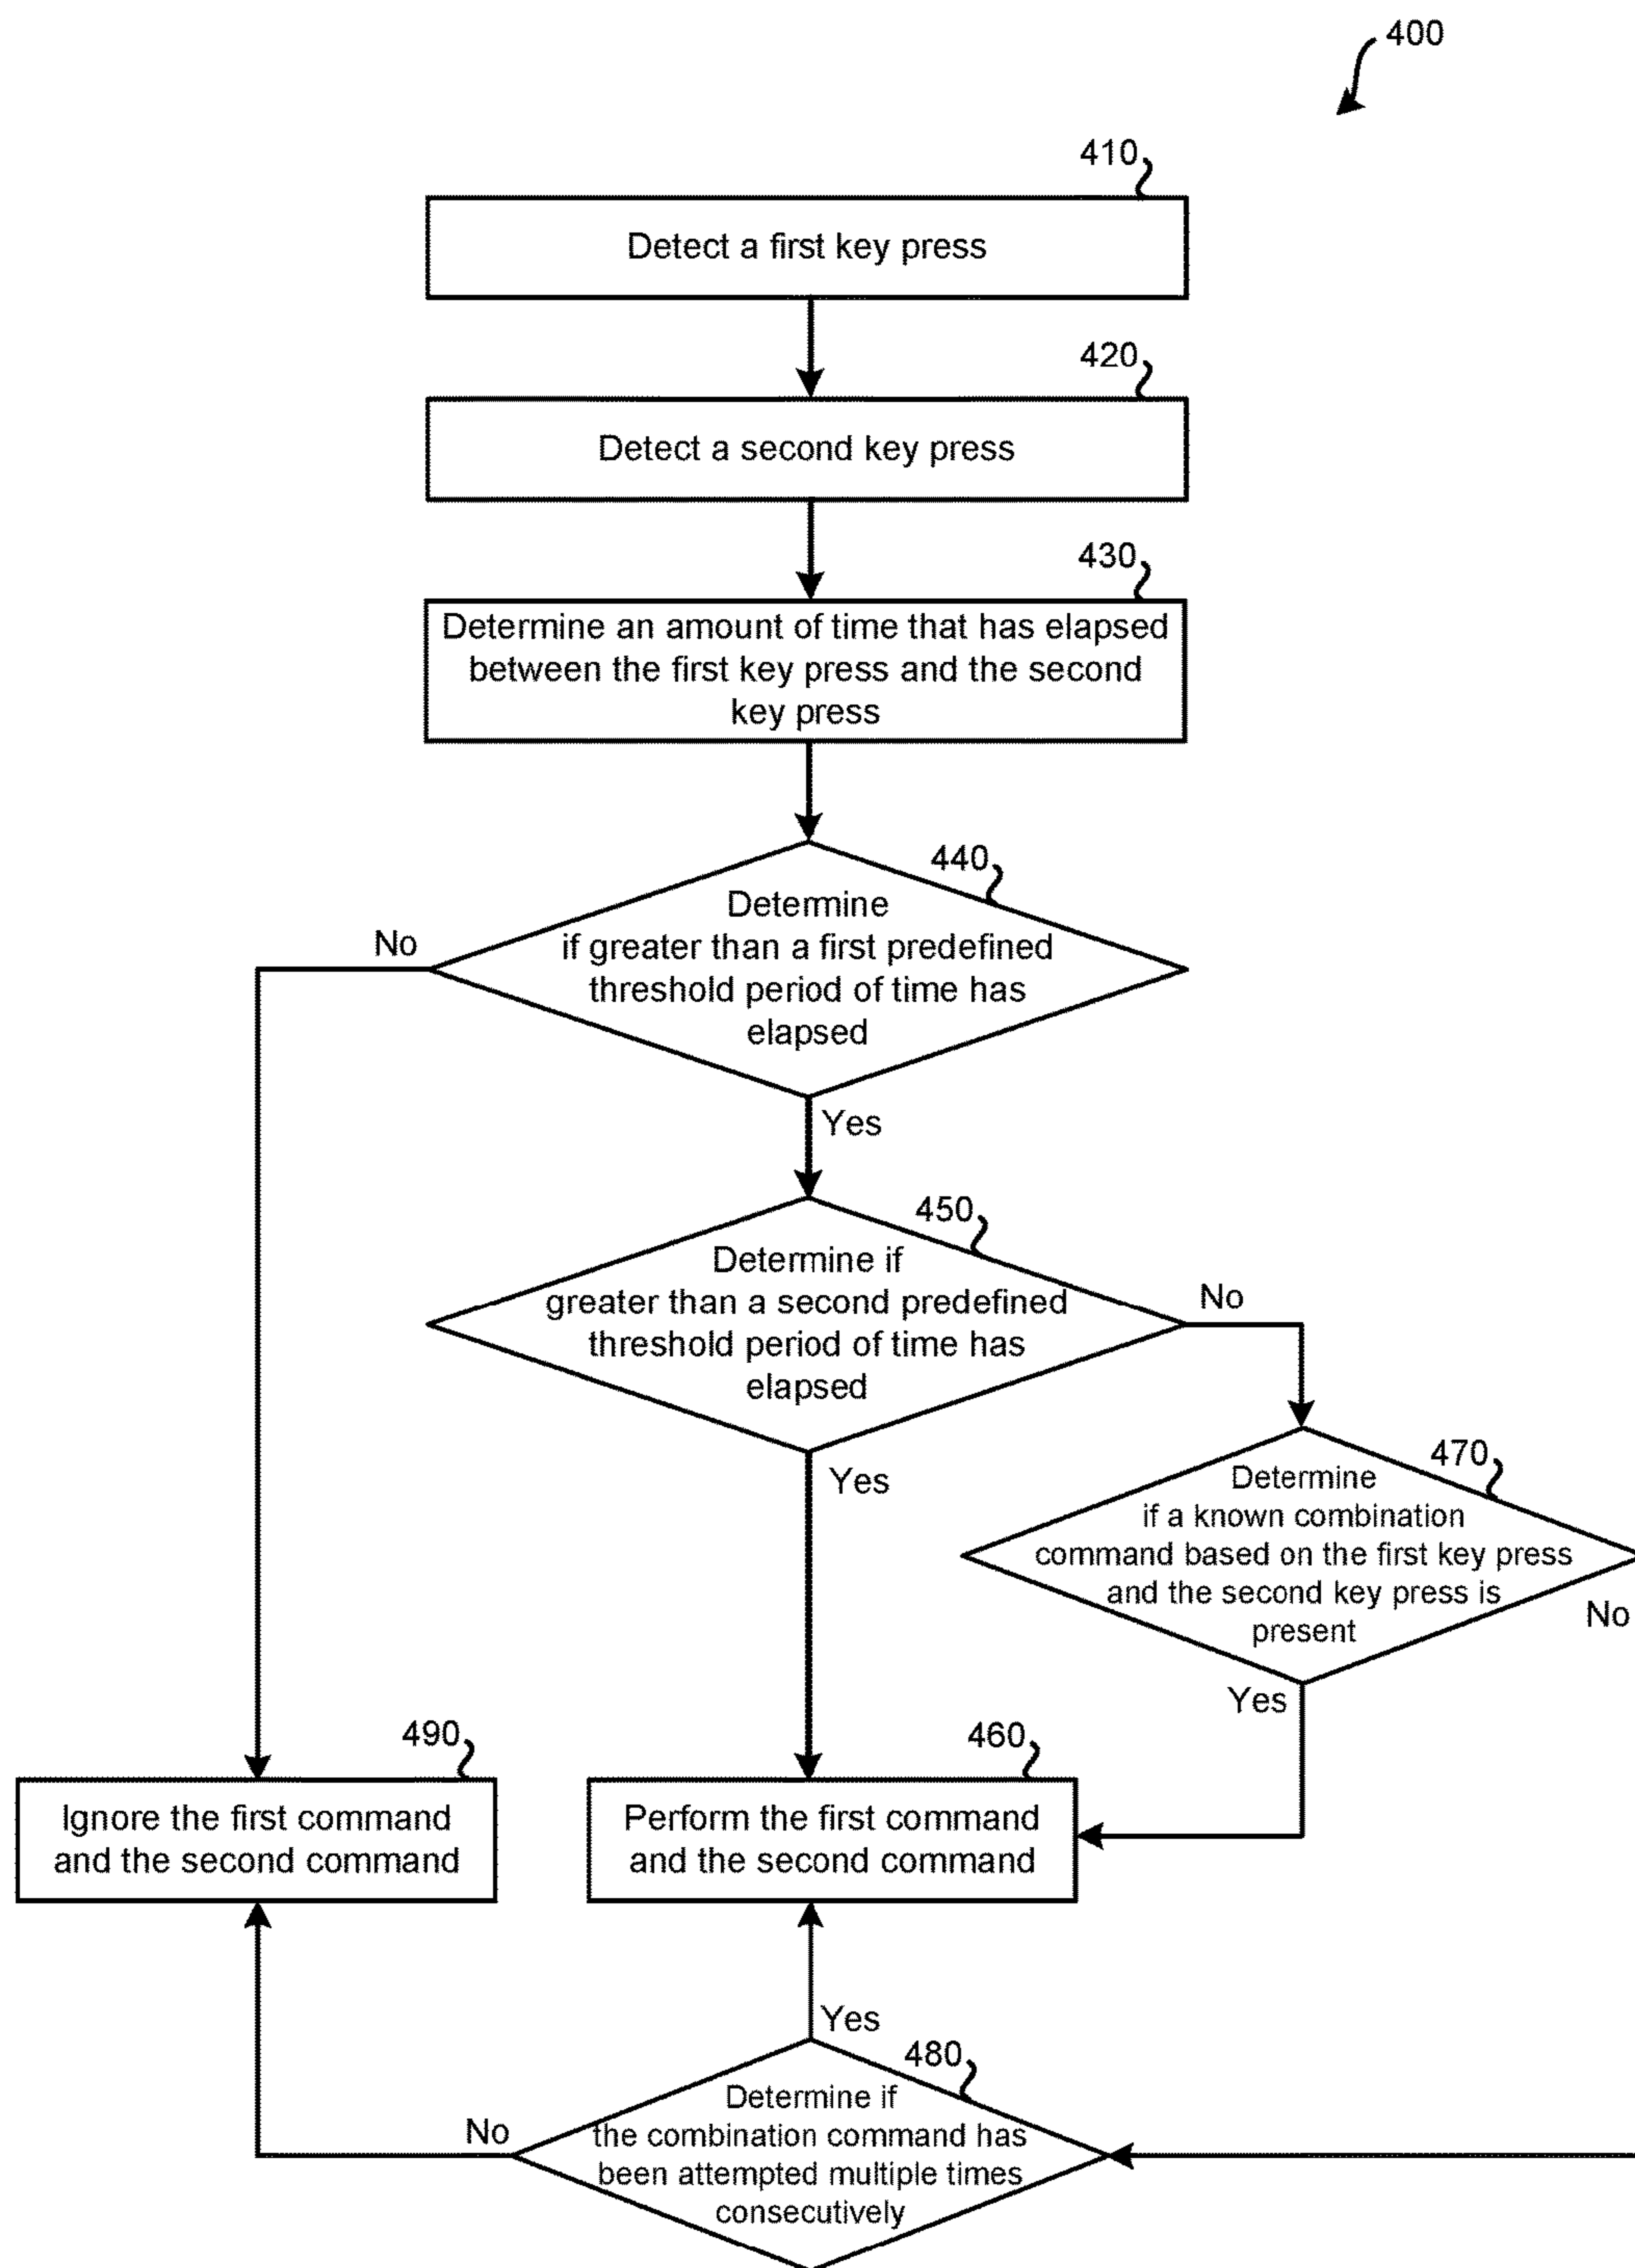 400
410
Detect a first key press
420
Detect a second key press
430
Determine an amount of time that has elapsed
between the first key press and the second
key press
440
Determine
if greater than a first predefined
threshold period of time has
elapsed
No
Yes
450
Determine if
greater than a second predefined
threshold period of time has
elapsed
No
Yes
470
Determine
if a known combination
command based on the first key press
and the second key press is
present
No
Yes
490
Ignore the first command
and the second command
460
Perform the first command
and the second command
Yes
480
Determine if
the combination command has
been attempted multiple times
consecutively
No